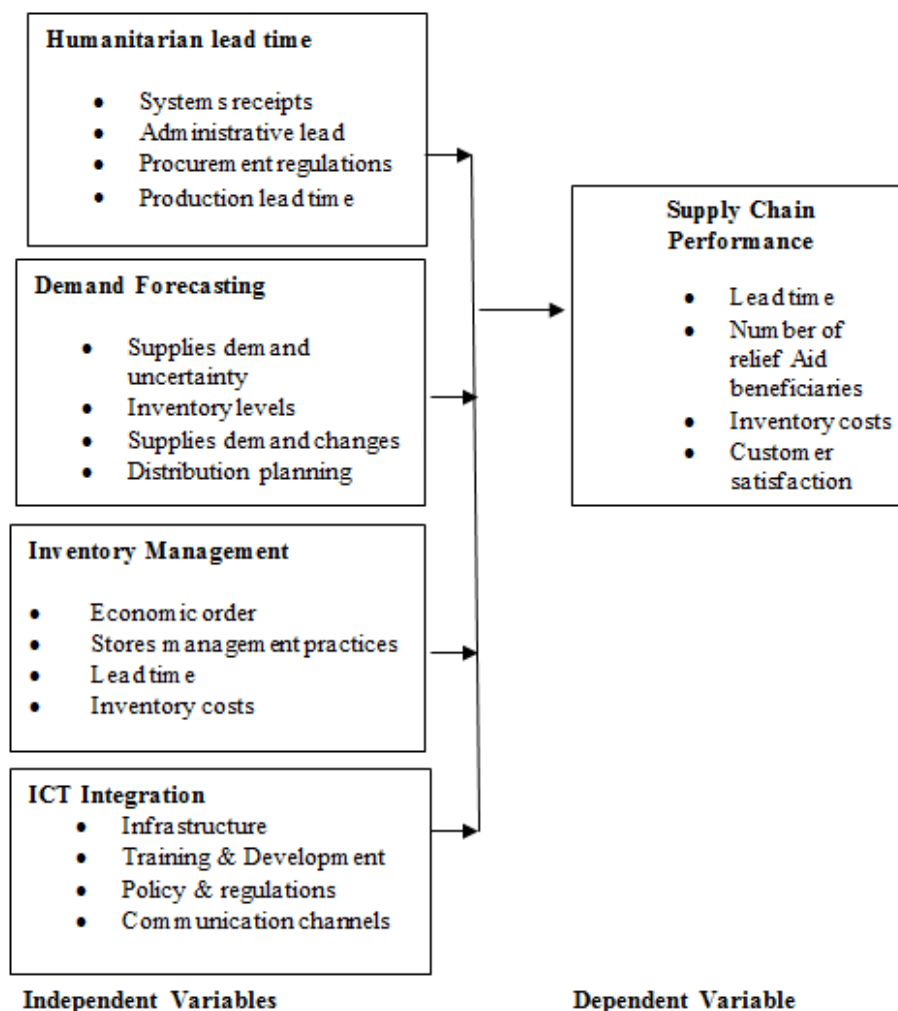 Humanitarian lead time
• Systems receipts
• Administrative lead
• Procurement regulations
• Production lead time
Demand Forecasting
• Supplies demand
uncertainty
• Inventory levels
• Supplies demand changes
• Distribution planning
Inventory Management
• Economic order
• Stores management practices
• Lead time
• Inventory costs
ICT Integration
• Infrastructure
• Training & Development
• Policy & regulations
• Communication channels
Independent Variables
Supply Chain
Performance
• Lead time
• Number of
relief Aid
beneficiaries
• Inventory costs
• Customer
satisfaction
Dependent Variable